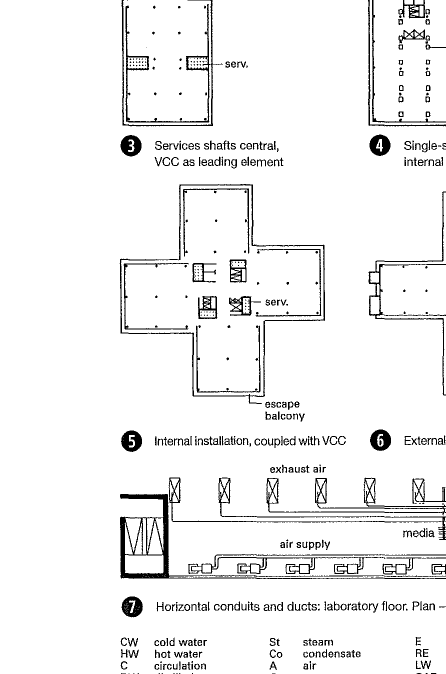 serv.
3 Services shafts central,
VCC as leading element
4 Single-s
internal
serv.
escape
balcony
5 Internal installation, coupled with VCC
6 External
exhaust air
media
air supply
7 Horizontal conduits and ducts: laboratory floor. Plan –
CW cold water St steam E
HW hot water Co condensate RE
C circulation A air LW